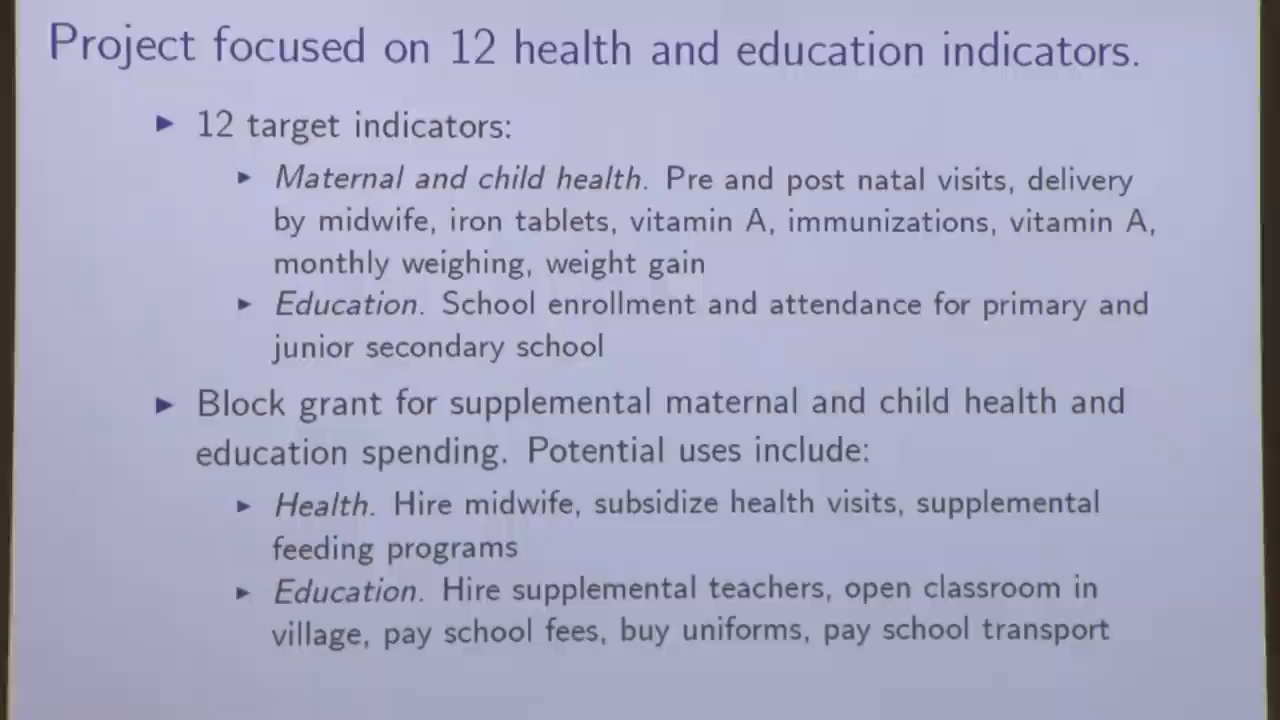 Project focused on 12 health and education indicators.
12 target indicators:
Maternal and child health. Pre and post natal visits, delivery
by midwife, iron tablets, vitamin A, immunizations, vitamin A,
monthly weighing, weight gain
Education. School enrollment and attendance for primary and
junior secondary school
Block grant for supplemental maternal and child health and
education spending. Potential uses include:
Health. Hire midwife, subsidize health visits, supplemental
feeding programs
Education. Hire supplemental teachers, open classroom in
village, pay school fees, buy uniforms, pay school transport